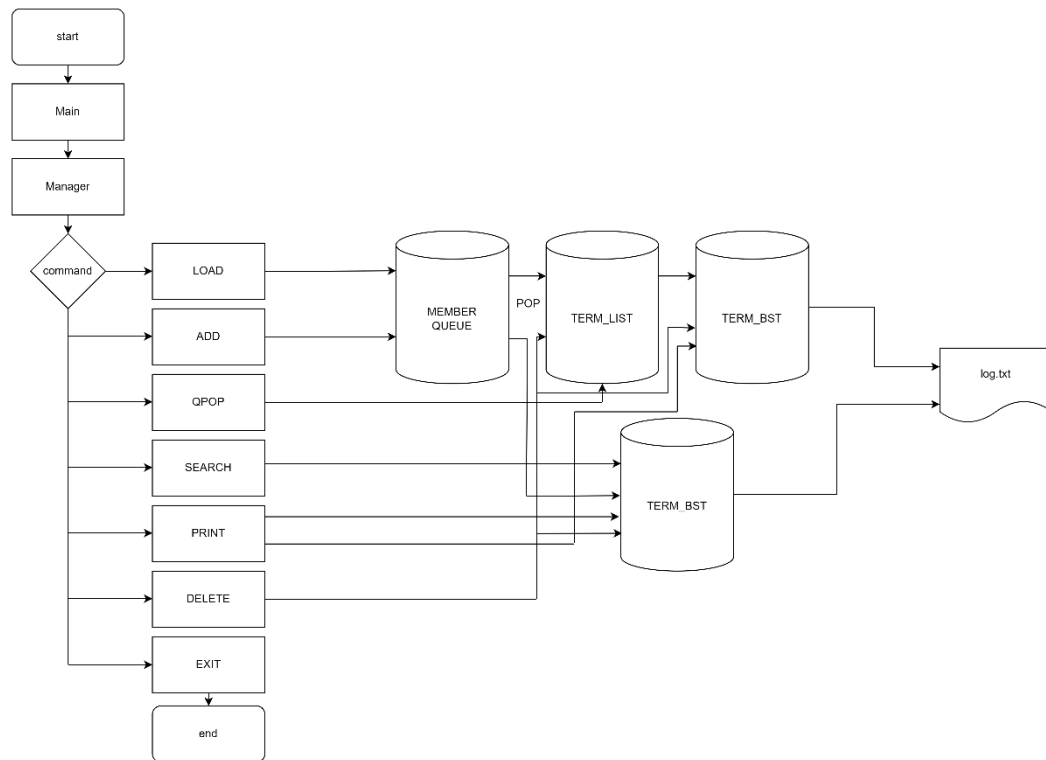 start
Main
Manager
command
LOAD
ADD
QPOP
SEARCH
PRINT
DELETE
EXIT
end
MEMBER
QUEUE
POP
TERM_LIST
TERM_BST
TERM_BST
log.txt